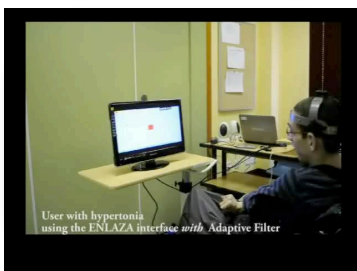 User with hypertonia
using the ENLAZA interface with Adaptive Filter